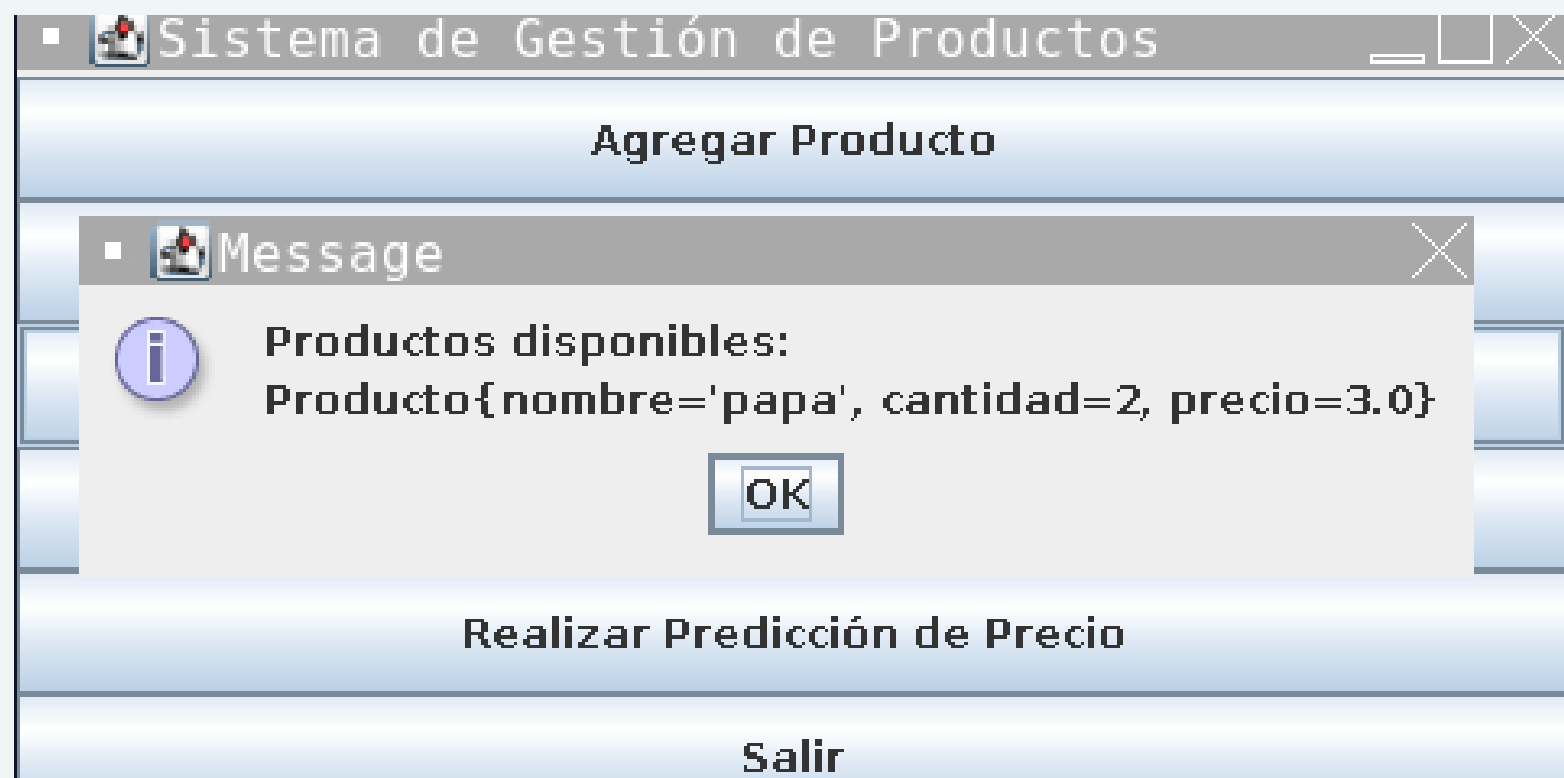 Sistema de Gestión de Productos
Agregar Producto
Message
Productos disponibles:
Producto{nombre='papa', cantidad=2, precio=3.0}
OK
Realizar Predicción de Precio
Salir